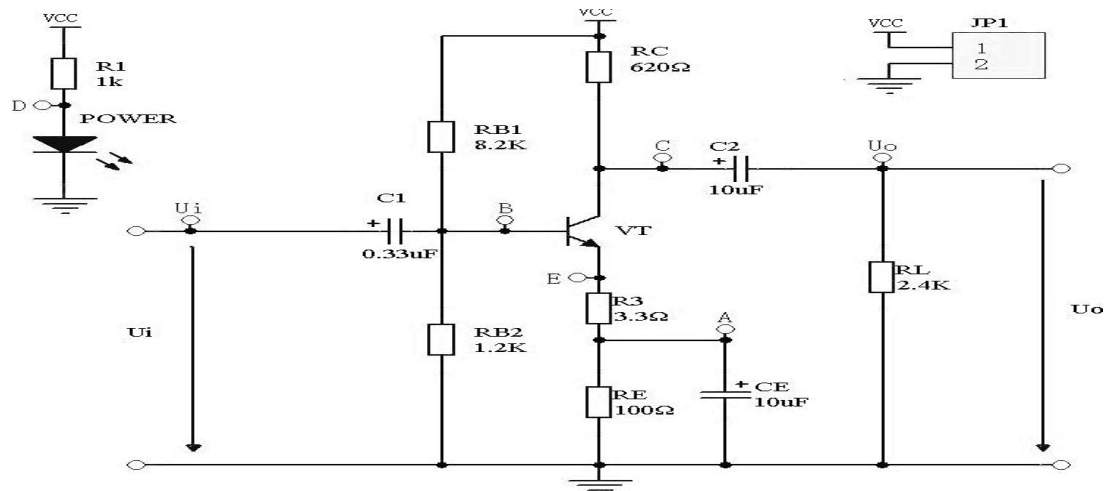 VCC
R1
1k
D
POWER
VCC
RC
620Ω
VCC
JP1
1
2
RB1
8.2K
C1
+
0.33uF
Ui
B
VT
C
C2
+
10uF
Uo
E
R3
3.3Ω
A
RL
2.4K
Ui
RB2
1.2K
RE
100Ω
+
CE
10uF
Uo